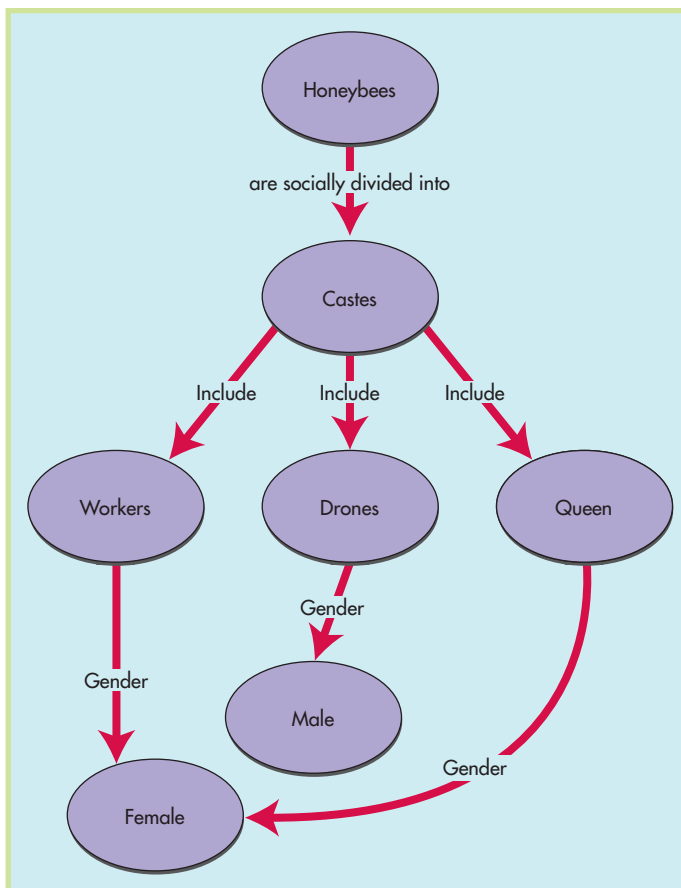 Honeybees
are socially divided into
Castes
Include
Include
Include
Workers
Drones
Queen
Gender
Gender
Male
Gender
Female